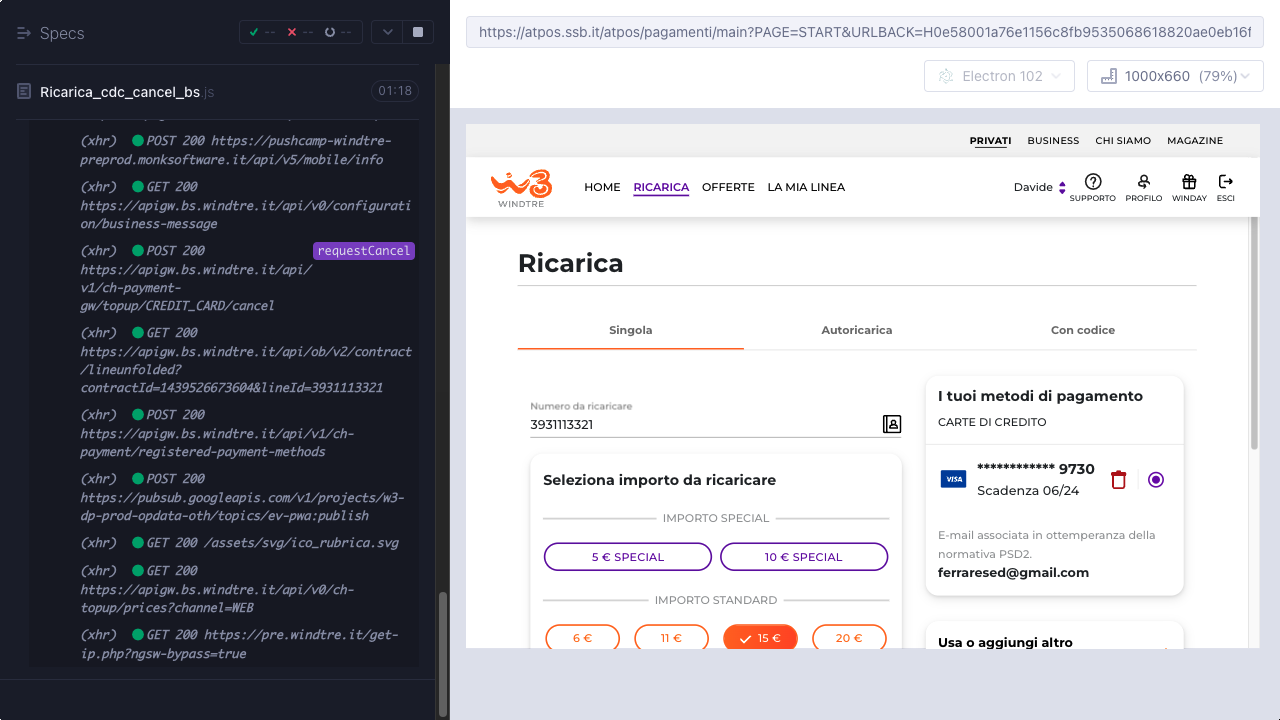 Specs
-- -- --
Ricarica_cdc_cancel_bs.js
01:18
(xhr) POST 200 https://pushcamp-windtre-
preprod.monksoftware.it/api/v5/mobile/info
(xhr) GET 200
https://apigw.bs.windtre.it/api/v0/configurati
on/business-message
(xhr) POST 200 requestCancel
https://apigw.bs.windtre.it/api/
v1/ch-payment-
gw/topup/CREDIT_CARD/cancel
(xhr) GET 200
https://apigw.bs.windtre.it/api/ob/v2/contract
/lineunfolded?
contractId=1439526673604&lineId=3931113321
(xhr) POST 200
https://apigw.bs.windtre.it/api/v1/ch-
payment/registered-payment-methods
(xhr) POST 200
https://pubsub.googleapis.com/v1/projects/w3-
dp-prod-opdata-oth/topics/ev-pwa:publish
(xhr) GET 200 /assets/svg/ico_rubrica.svg
(xhr) GET 200
https://apigw.bs.windtre.it/api/v0/ch-
topup/prices?channel=WEB
(xhr) GET 200 https://pre.windtre.it/get-
ip.php?ngsw-bypass=true
https://atpos.ssb.it/atpos/pagamenti/main?PAGE=START&URLBACK=H0e58001a76e1156c8fb9535068618820ae0eb16f
Electron 102
1000x660 (79%)
PRIVATI BUSINESS CHI SIAMO MAGAZINE
WINDTRE
HOME RICARICA OFFERTE LA MIA LINEA
Davide
SUPPORTO PROFILO WINDAY ESCI
Ricarica
Singola Autoricarica Con codice
Numero da ricaricare
3931113321
Seleziona importo da ricaricare
IMPORTO SPECIAL
5 € SPECIAL 10 € SPECIAL
IMPORTO STANDARD
6 € 11 € 15 € 20 €
I tuoi metodi di pagamento
CARTE DI CREDITO
VISA
************ 9730
Scadenza 06/24
E-mail associata in ottemperanza della
normativa PSD2.
ferraresed@gmail.com
Usa o aggiungi altro